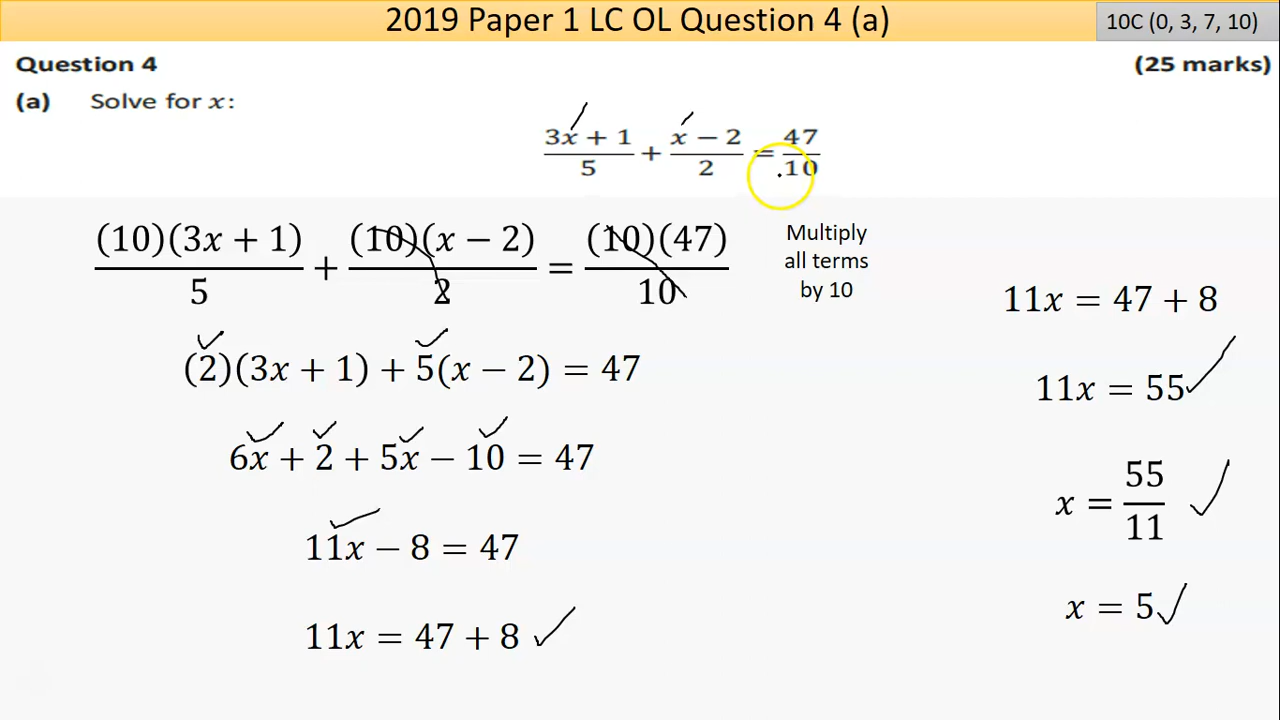 2019 Paper 1 LC OL Question 4 (a)
10C (0, 3, 7, 10)
Question 4
(25 marks)
(a) Solve for x:
(3x + 1)/5 + (x − 2)/2 = 47/10
(10)(3x + 1)/5 + (10)(x − 2)/2 = (10)(47)/10
Multiply
all terms
by 10
(2)(3x + 1) + 5(x − 2) = 47
6x + 2 + 5x − 10 = 47
11x − 8 = 47
11x = 47 + 8
11x = 47 + 8
11x = 55
x = 55/11
x = 5